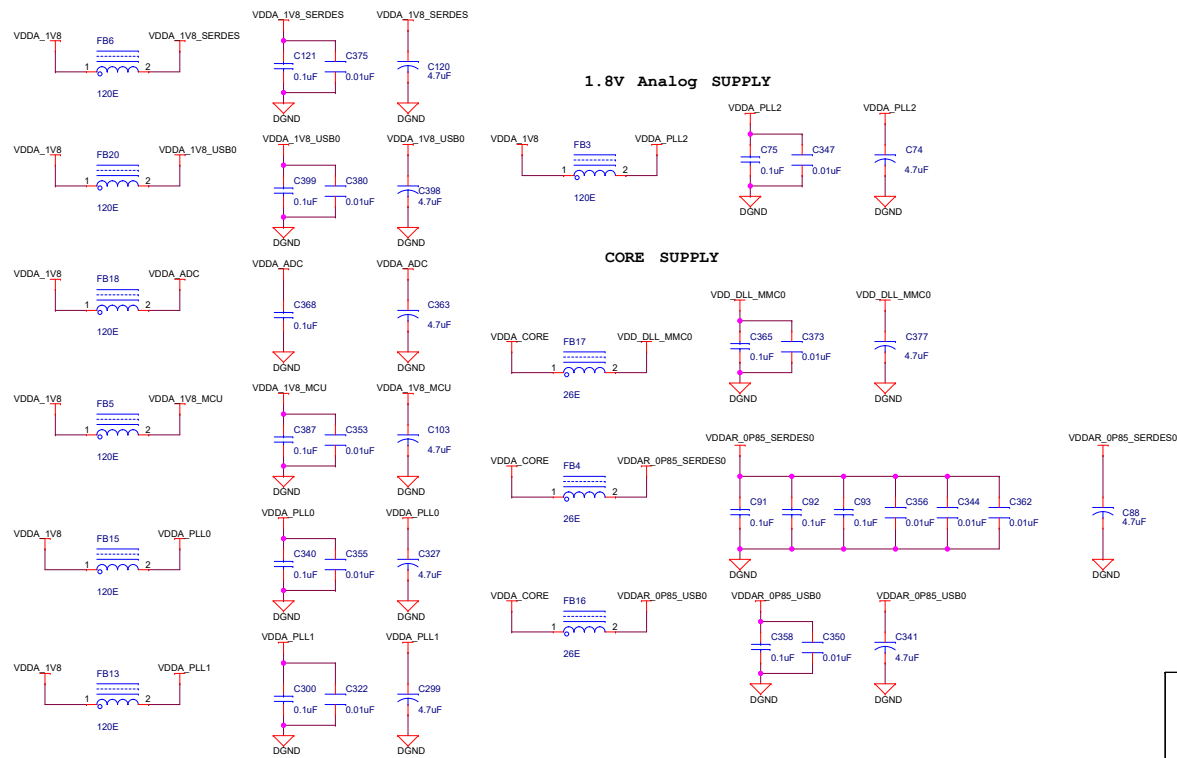 VDDA_1V8
FB6
VDDA_1V8_SERDES
1
2
120E
VDDA_1V8_SERDES
C121
0.1uF
C375
0.01uF
DGND
VDDA_1V8_SERDES
C120
4.7uF
DGND
VDDA_1V8
FB20
VDDA_1V8_USB0
1
2
120E
VDDA_1V8_USB0
C399
0.1uF
C380
0.01uF
DGND
VDDA_1V8_USB0
C398
4.7uF
DGND
VDDA_1V8
FB18
VDDA_ADC
1
2
120E
VDDA_ADC
C368
0.1uF
DGND
VDDA_ADC
C363
4.7uF
DGND
VDDA_1V8
FB5
VDDA_1V8_MCU
1
2
120E
VDDA_1V8_MCU
C387
0.1uF
C353
0.01uF
DGND
VDDA_1V8_MCU
C103
4.7uF
DGND
VDDA_1V8
FB15
VDDA_PLL0
1
2
120E
VDDA_PLL0
C340
0.1uF
C355
0.01uF
DGND
VDDA_PLL0
C327
4.7uF
DGND
VDDA_1V8
FB13
VDDA_PLL1
1
2
120E
VDDA_PLL1
C300
0.1uF
C322
0.01uF
DGND
VDDA_PLL1
C299
4.7uF
DGND
1.8V Analog SUPPLY
VDDA_1V8
FB3
VDDA_PLL2
1
2
120E
VDDA_PLL2
C75
0.1uF
C347
0.01uF
DGND
VDDA_PLL2
C74
4.7uF
DGND
CORE SUPPLY
VDDA_CORE
FB17
VDD_DLL_MMC0
1
2
26E
VDD_DLL_MMC0
C365
0.1uF
C373
0.01uF
DGND
VDD_DLL_MMC0
C377
4.7uF
DGND
VDDA_CORE
FB4
VDDAR_0P85_SERDES0
1
2
26E
VDDAR_0P85_SERDES0
C91
0.1uF
C92
0.1uF
C93
0.1uF
C356
0.01uF
C344
0.01uF
C362
0.01uF
DGND
VDDAR_0P85_SERDES0
C88
4.7uF
DGND
VDDA_CORE
FB16
VDDAR_0P85_USB0
1
2
26E
VDDAR_0P85_USB0
C358
0.1uF
C350
0.01uF
DGND
VDDAR_0P85_USB0
C341
4.7uF
DGND